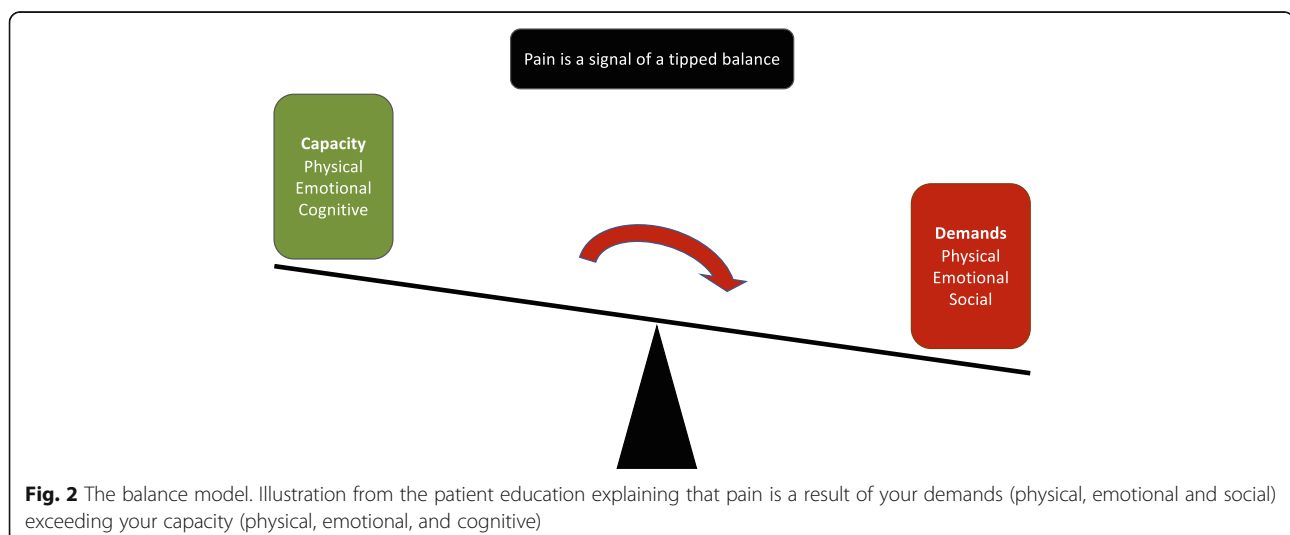 Pain is a signal of a tipped balance
Capacity
Physical
Emotional
Cognitive
Demands
Physical
Emotional
Social
Fig. 2 The balance model. Illustration from the patient education explaining that pain is a result of your demands (physical, emotional and social)
exceeding your capacity (physical, emotional, and cognitive)